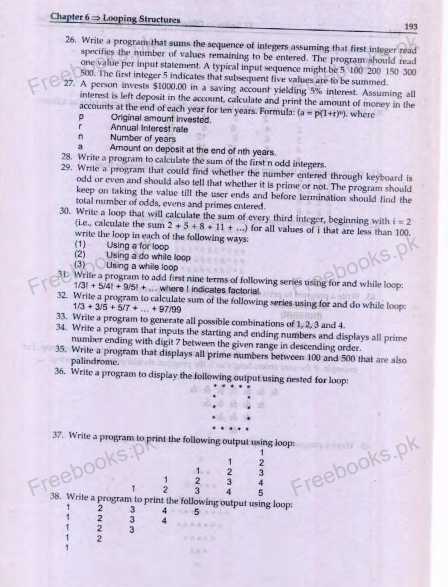 Chapter 6 ⇒ Looping Structures
193
26. Write a program that sums the sequence of integers assuming that first integer read
specifies the number of values remaining to be entered. The program should read
one value per input statement. A typical input sequence might be 5 100 200 150 300
500. The first integer 5 indicates that subsequent five values are to be summed.
27. A person invests $1000.00 in a saving account yielding 5% interest. Assuming all
interest is left deposit in the account, calculate and print the amount of money in the
accounts at the end of each year for ten years. Formula: (a = p(1+r)ⁿ). where
p Original amount invested.
r Annual Interest rate
n Number of years
a Amount on deposit at the end of nth years.
28. Write a program to calculate the sum of the first n odd integers.
29. Write a program that could find whether the number entered through keyboard is
odd or even and should also tell that whether it is prime or not. The program should
keep on taking the value till the user ends and before termination should find the
total number of odds, evens and primes entered.
30. Write a loop that will calculate the sum of every third integer, beginning with i = 2
(i.e., calculate the sum 2 + 5 + 8 + 11 + ...) for all values of i that are less than 100.
write the loop in each of the following ways:
(1) Using a for loop
(2) Using a do while loop
(3) Using a while loop
31. Write a program to add first nine terms of following series using for and while loop:
1/3! + 5/4! + 9/5! + ... where ! indicates factorial.
32. Write a program to calculate sum of the following series using for and do while loop:
1/3 + 3/5 + 5/7 + ... + 97/99
33. Write a program to generate all possible combinations of 1, 2, 3 and 4.
34. Write a program that inputs the starting and ending numbers and displays all prime
number ending with digit 7 between the given range in descending order.
35. Write a program that displays all prime numbers between 100 and 500 that are also
palindrome.
36. Write a program to display the following output using nested for loop:
* * * * *
* *
* *
* *
* * * * *
37. Write a program to print the following output using loop:
1
1 2
1 2 3
1 2 3 4
1 2 3 4 5
38. Write a program to print the following output using loop:
1 2 3 4 5
1 2 3 4
1 2 3
1 2
1
Freebooks.pk
Freebooks.pk
Freebooks.pk
Freebooks.pk
Freebooks.pk
Freebooks.pk